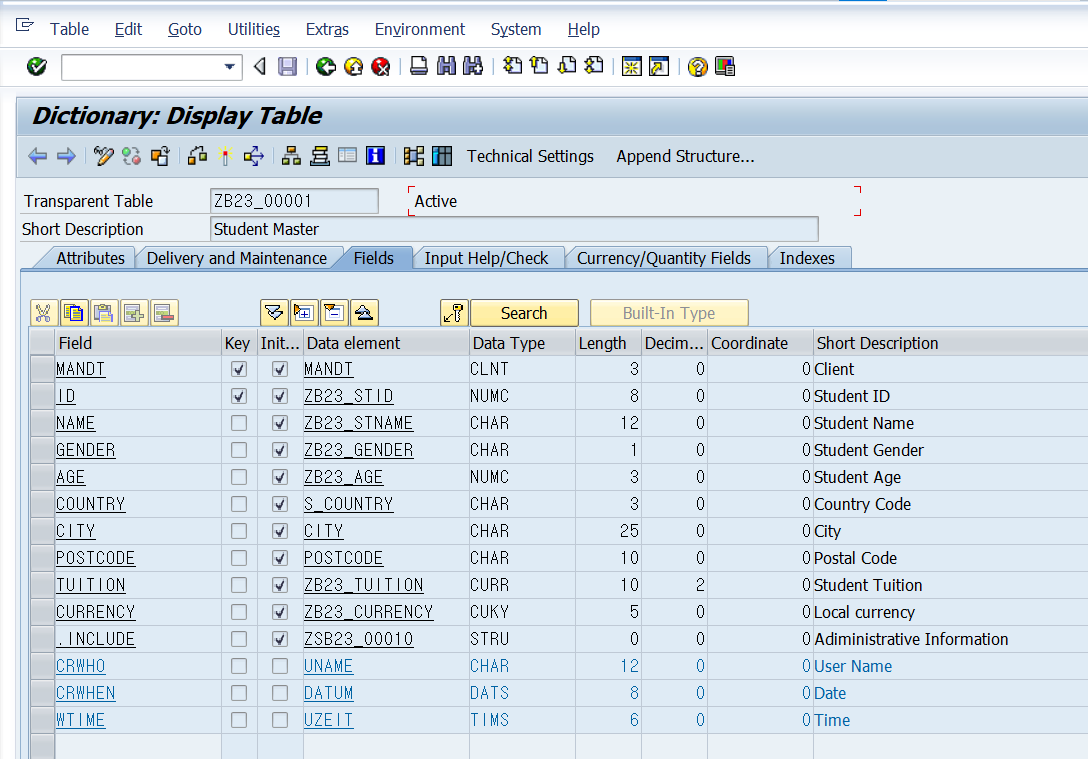 Table Edit Goto Utilities Extras Environment System Help
Dictionary: Display Table
Technical Settings Append Structure...
Transparent Table ZB23_00001 Active
Short Description Student Master
Attributes Delivery and Maintenance Fields Input Help/Check Currency/Quantity Fields Indexes
Search Built-In Type
Field Key Init... Data element Data Type Length Decim... Coordinate Short Description
MANDT MANDT CLNT 3 0 0 Client
ID ZB23_STID NUMC 8 0 0 Student ID
NAME ZB23_STNAME CHAR 12 0 0 Student Name
GENDER ZB23_GENDER CHAR 1 0 0 Student Gender
AGE ZB23_AGE NUMC 3 0 0 Student Age
COUNTRY S_COUNTRY CHAR 3 0 0 Country Code
CITY CITY CHAR 25 0 0 City
POSTCODE POSTCODE CHAR 10 0 0 Postal Code
TUITION ZB23_TUITION CURR 10 2 0 Student Tuition
CURRENCY ZB23_CURRENCY CUKY 5 0 0 Local currency
.INCLUDE ZSB23_00010 STRU 0 0 0 Adiministrative Information
CRWHO UNAME CHAR 12 0 0 User Name
CRWHEN DATUM DATS 8 0 0 Date
WTIME UZEIT TIMS 6 0 0 Time